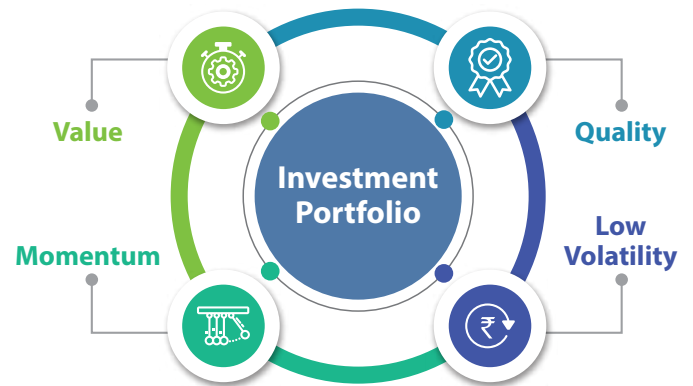 Value
Quality
Investment
Portfolio
Momentum
Low
Volatility
₹